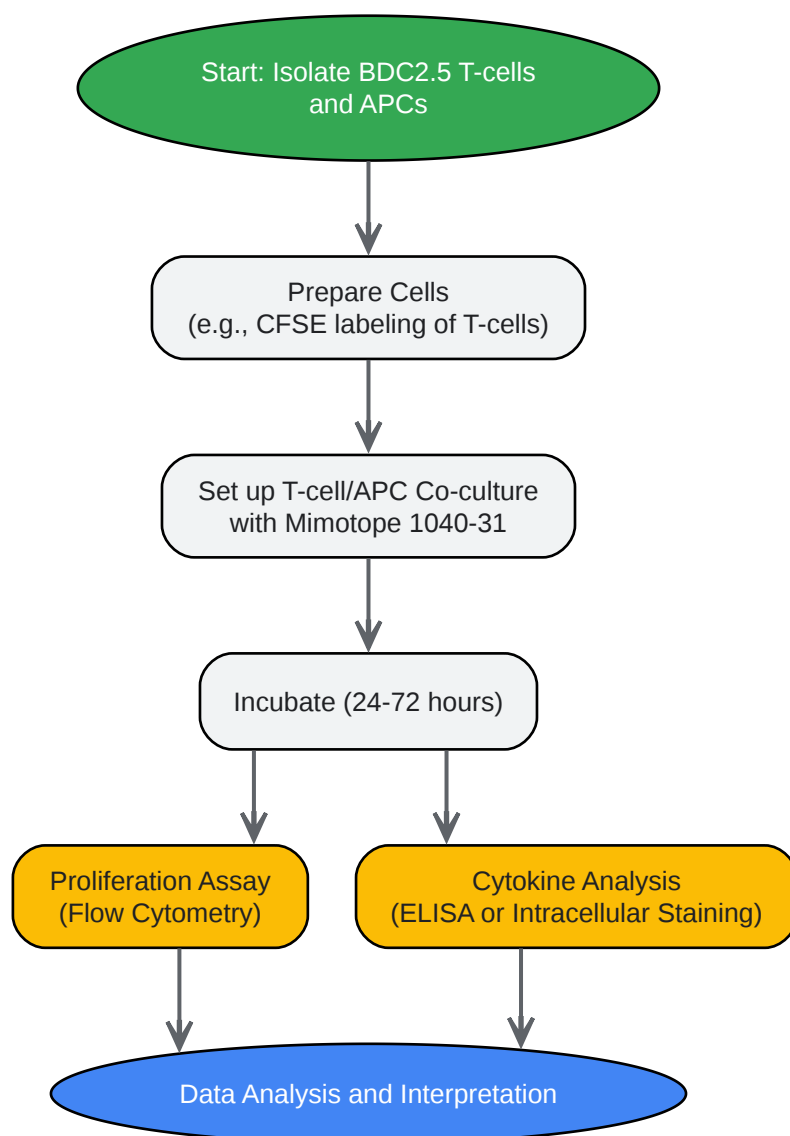 Start: Isolate BDC2.5 T-cells
and APCs
Prepare Cells
(e.g., CFSE labeling of T-cells)
Set up T-cell/APC Co-culture
with Mimotope 1040-31
Incubate (24-72 hours)
Proliferation Assay
(Flow Cytometry)
Cytokine Analysis
(ELISA or Intracellular Staining)
Data Analysis and Interpretation